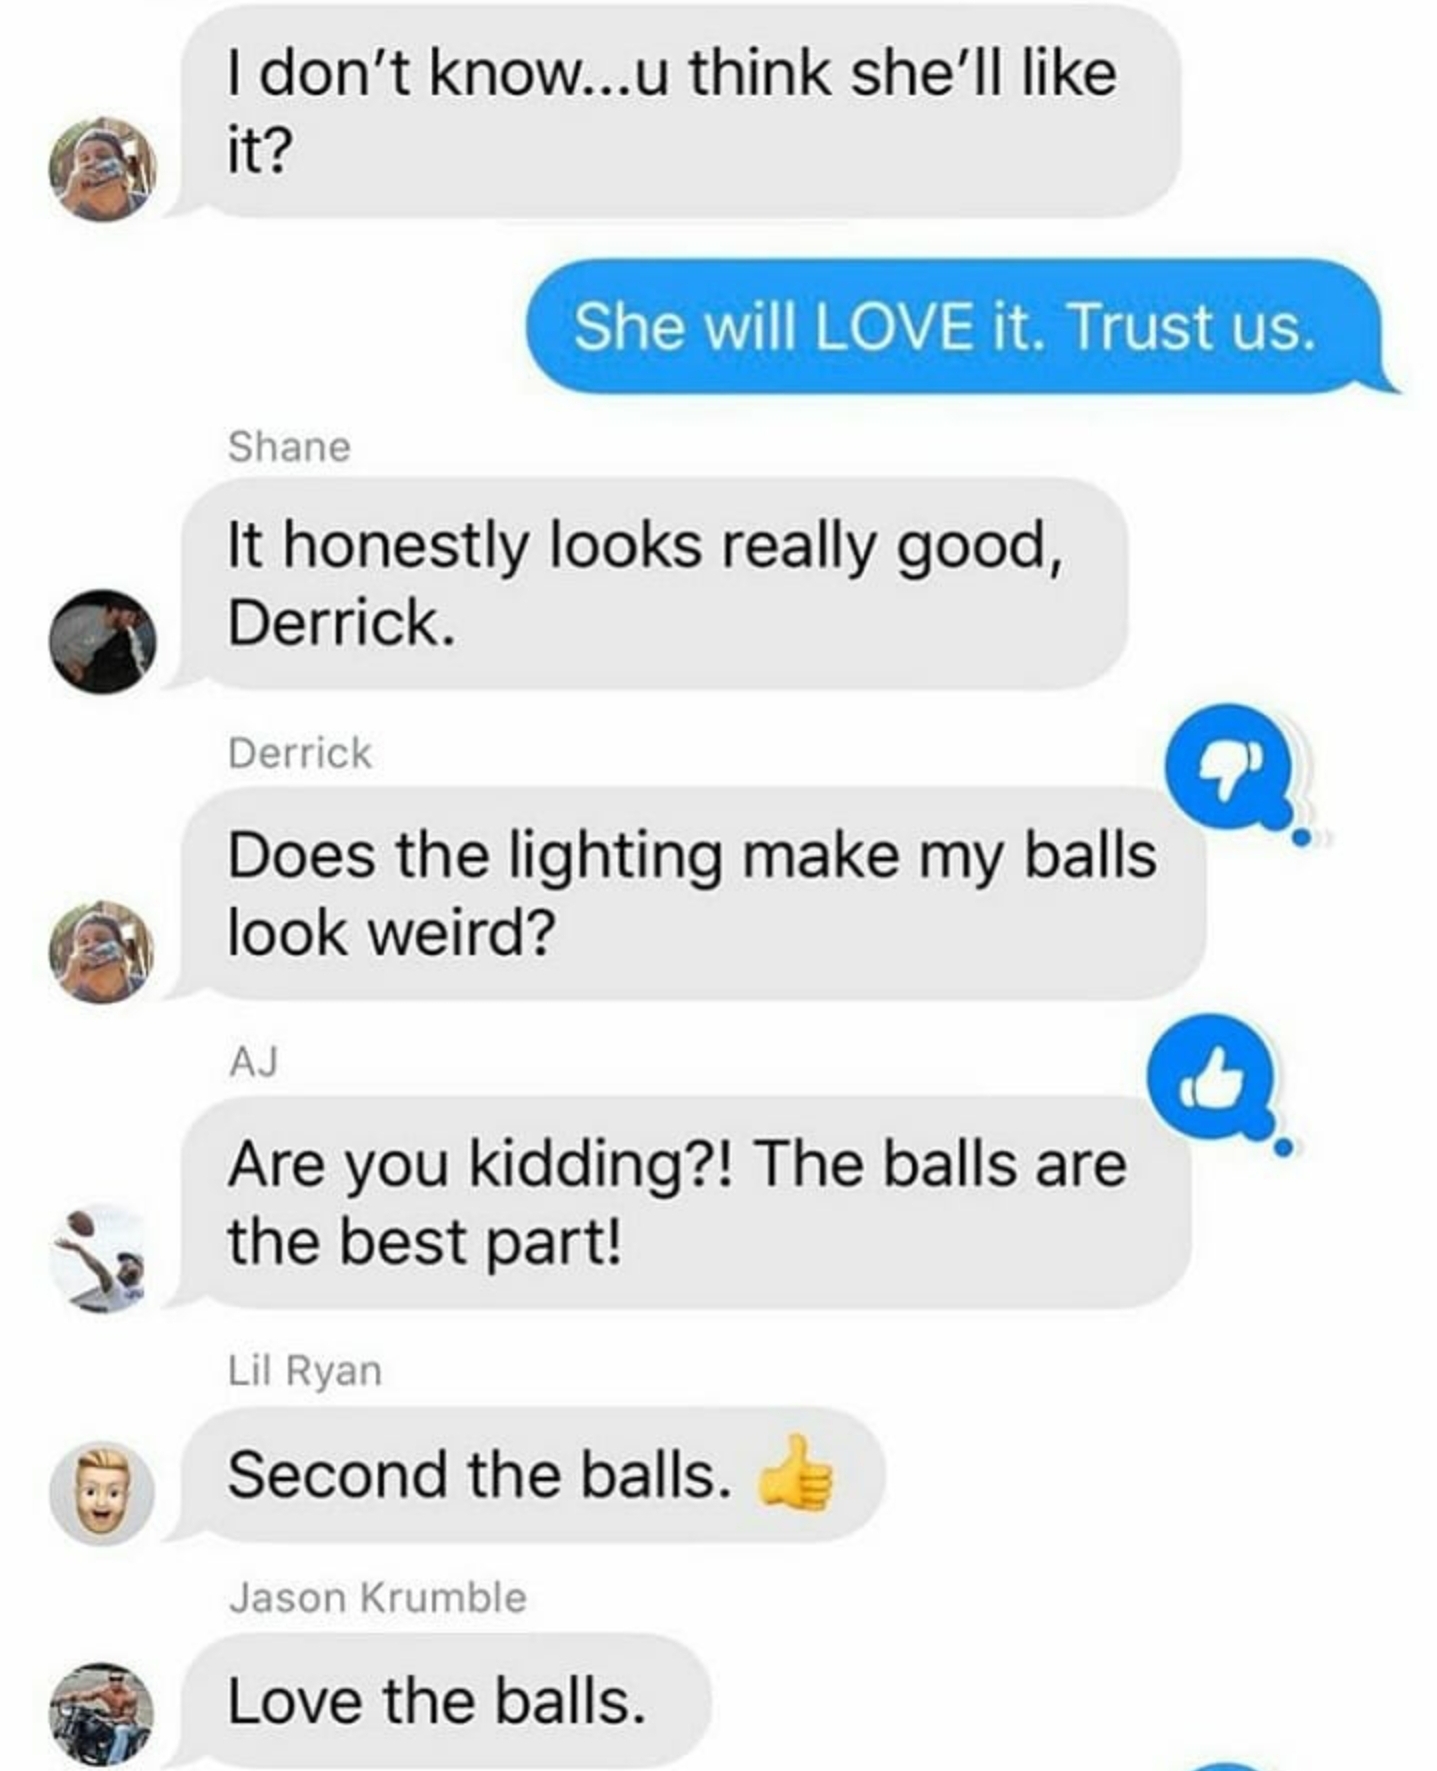 I don’t know...u think she’ll like
it?
She will LOVE it. Trust us.
Shane
It honestly looks really good,
Derrick.
Derrick
Does the lighting make my balls
look weird?
AJ
Are you kidding?! The balls are
the best part!
Lil Ryan
Second the balls. 👍
Jason Krumble
Love the balls.